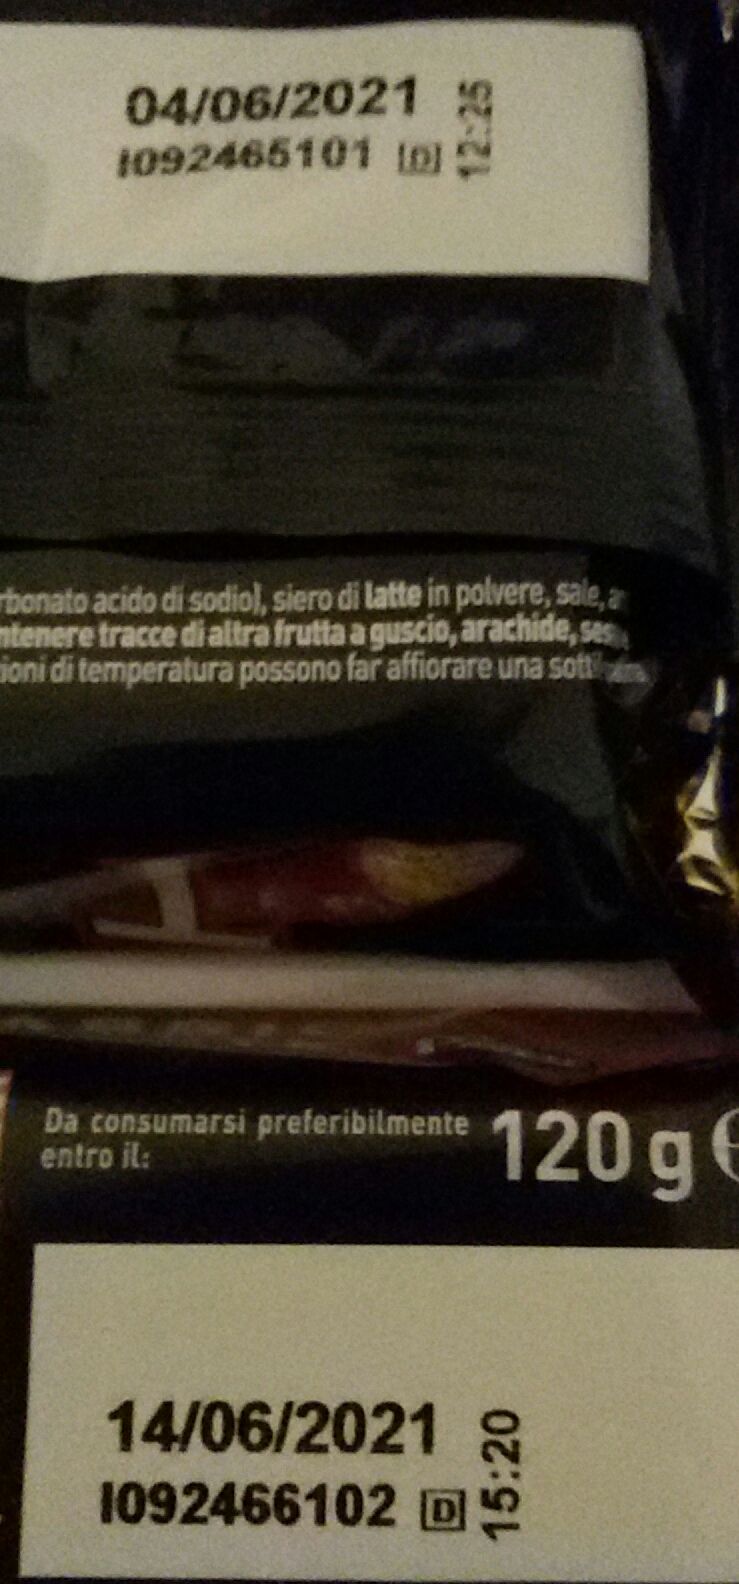 04/06/2021 12:25
I092465101 D
rbonato acido di sodio), siero di latte in polvere, sale,
ntenere tracce di altra frutta a guscio, arachide,
ioni di temperatura possono far affiorare una
Da consumarsi preferibilmente
entro il:
120 g e
14/06/2021 15:20
I092466102 D